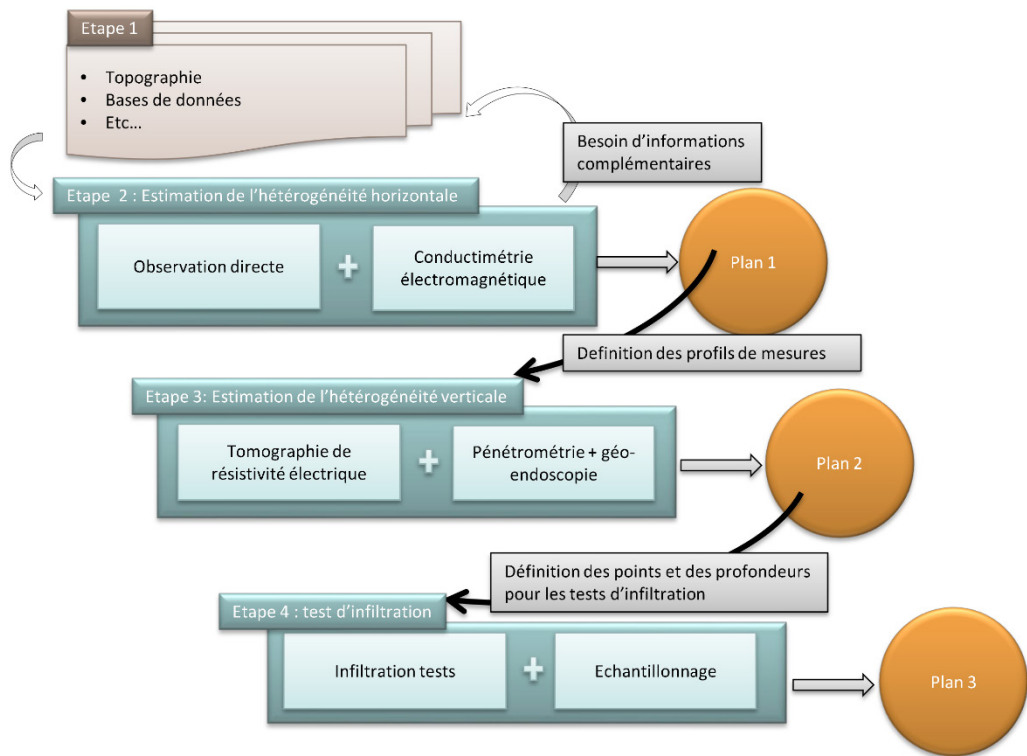 Etape 1
• Topographie
• Bases de données
• Etc...
Besoin d'informations
complémentaires
Etape 2 : Estimation de l'hétérogénéité horizontale
Observation directe
+
Conductimétrie
électromagnétique
Plan 1
Definition des profils de mesures
Etape 3: Estimation de l'hétérogénéité verticale
Tomographie de
résistivité électrique
+
Pénétrométrie + géo-
endoscopie
Plan 2
Définition des points et des profondeurs
pour les tests d'infiltration
Etape 4 : test d'infiltration
Infiltration tests
+
Echantillonnage
Plan 3